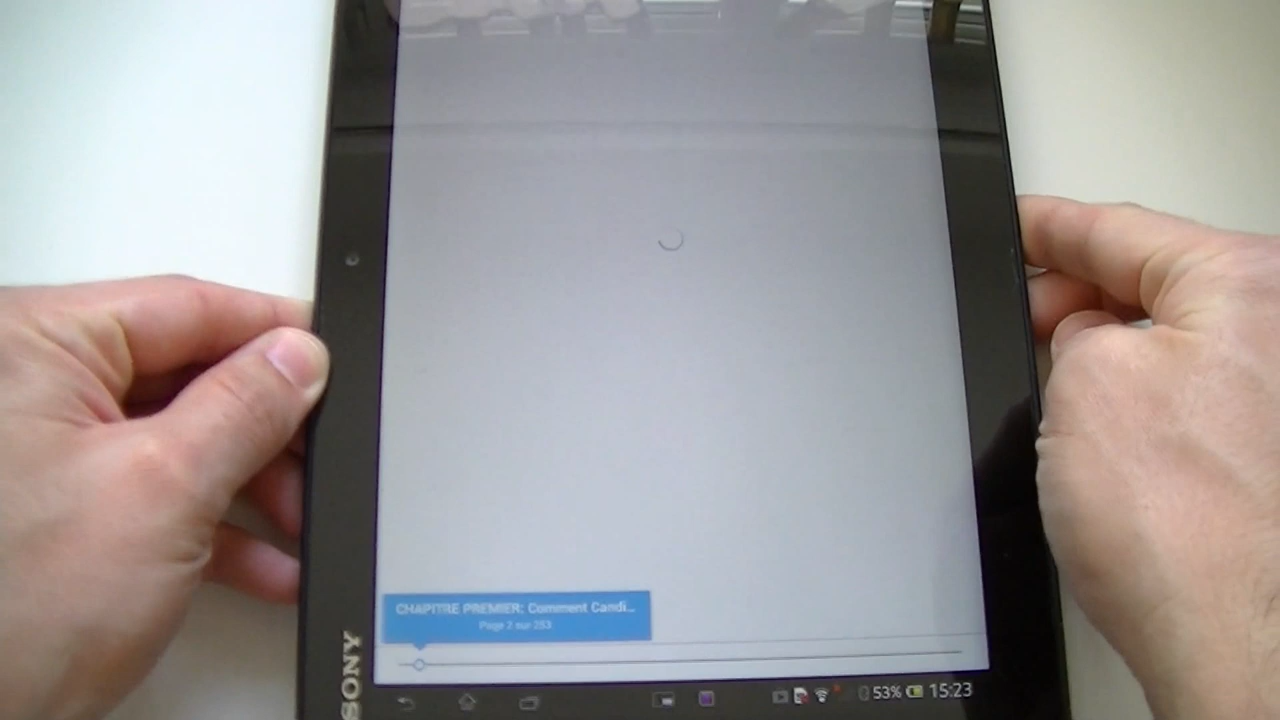 CHAPITRE PREMIER: Comment Candi...
Page 2 sur 253
SONY
53% 15:23